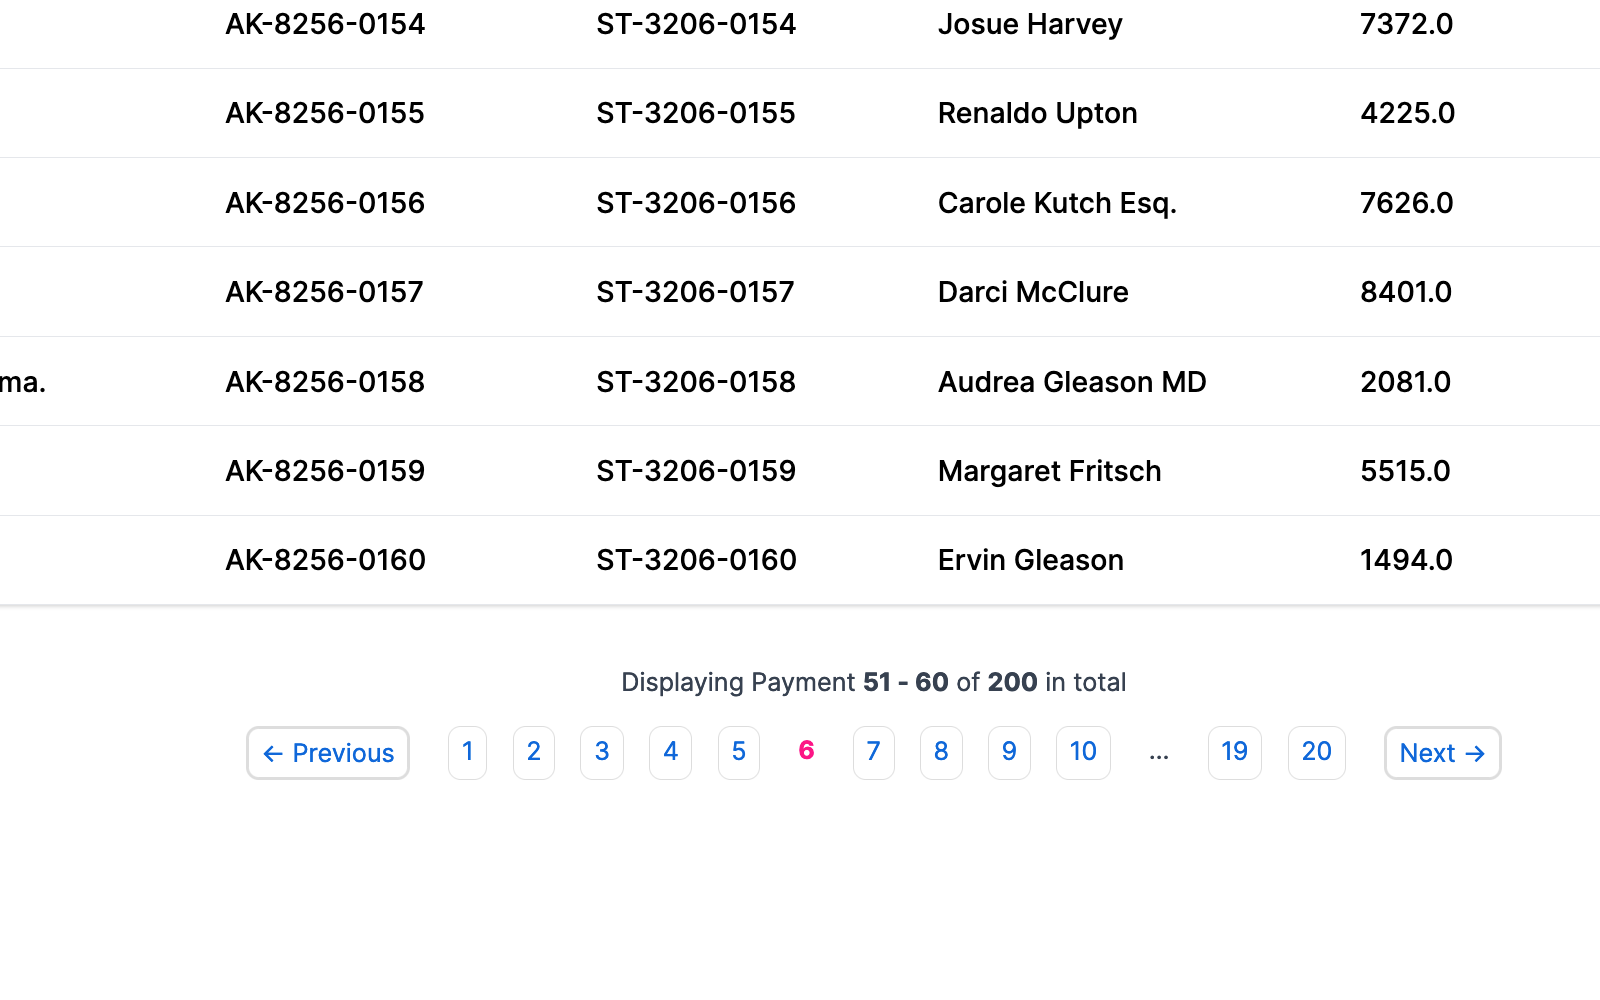 AK-8256-0154 ST-3206-0154 Josue Harvey 7372.0
AK-8256-0155 ST-3206-0155 Renaldo Upton 4225.0
AK-8256-0156 ST-3206-0156 Carole Kutch Esq. 7626.0
AK-8256-0157 ST-3206-0157 Darci McClure 8401.0
ma. AK-8256-0158 ST-3206-0158 Audrea Gleason MD 2081.0
AK-8256-0159 ST-3206-0159 Margaret Fritsch 5515.0
AK-8256-0160 ST-3206-0160 Ervin Gleason 1494.0
Displaying Payment 51 - 60 of 200 in total
← Previous 1 2 3 4 5 6 7 8 9 10 ... 19 20 Next →